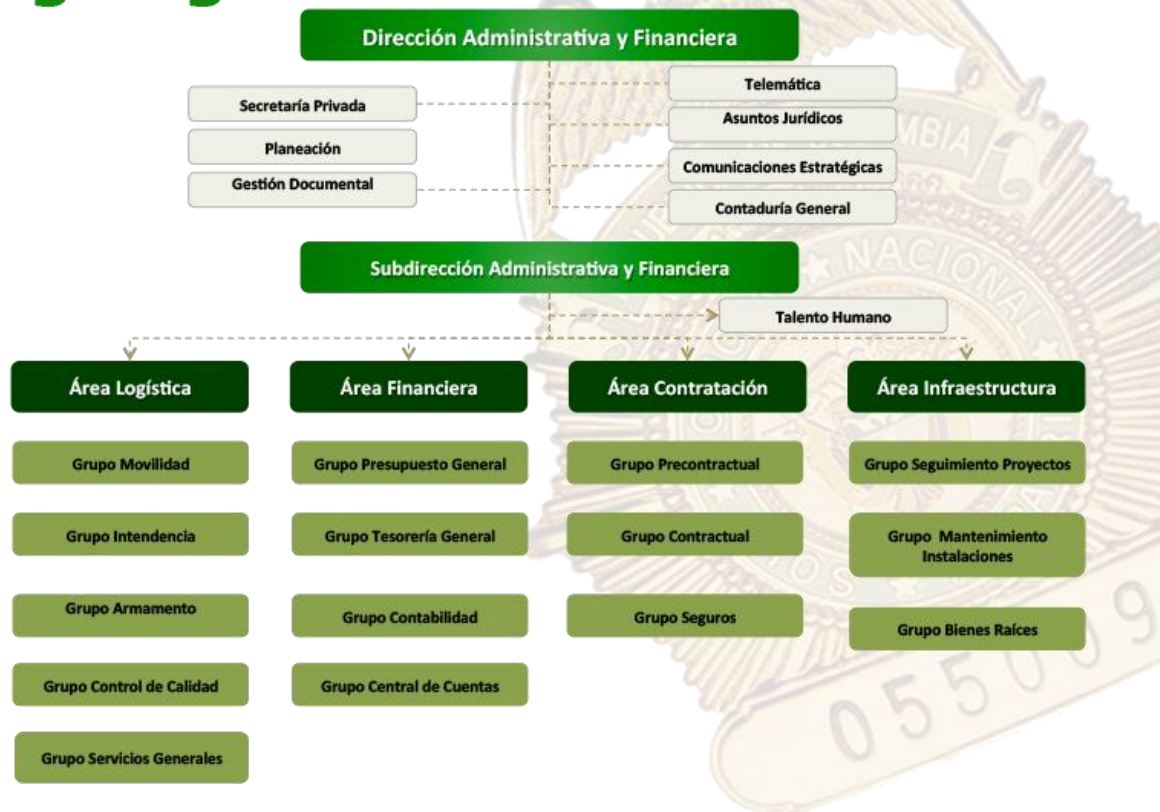 Dirección Administrativa y Financiera
Secretaría Privada
Planeación
Gestión Documental
Telemática
Asuntos Jurídicos
Comunicaciones Estratégicas
Contaduría General
Subdirección Administrativa y Financiera
Talento Humano
Área Logística
Área Financiera
Área Contratación
Área Infraestructura
Grupo Movilidad
Grupo Presupuesto General
Grupo Precontractual
Grupo Seguimiento Proyectos
Grupo Intendencia
Grupo Tesorería General
Grupo Contractual
Grupo Mantenimiento
Instalaciones
Grupo Armamento
Grupo Contabilidad
Grupo Seguros
Grupo Bienes Raíces
Grupo Control de Calidad
Grupo Central de Cuentas
Grupo Servicios Generales
NACIONAL